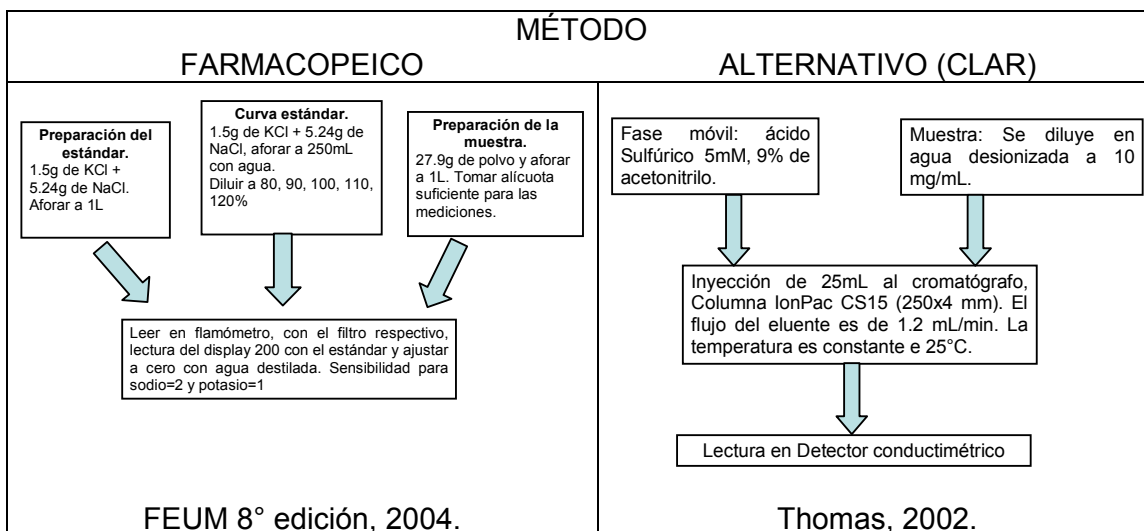 MÉTODO
FARMACOPEICO
ALTERNATIVO (CLAR)
Preparación del
estándar.
1.5g de KCl +
5.24g de NaCl.
Aforar a 1L
Curva estándar.
1.5g de KCl + 5.24g de
NaCl, aforar a 250mL
con agua.
Diluir a 80, 90, 100, 110,
120%
Preparación de la
muestra.
27.9g de polvo y aforar
a 1L. Tomar alícuota
suficiente para las
mediciones.
Leer en flamómetro, con el filtro respectivo,
lectura del display 200 con el estándar y ajustar
a cero con agua destilada. Sensibilidad para
sodio=2 y potasio=1
FEUM 8° edición, 2004.
Fase móvil: ácido
Sulfúrico 5mM, 9% de
acetonitrilo.
Muestra: Se diluye en
agua desionizada a 10
mg/mL.
Inyección de 25mL al cromatógrafo,
Columna IonPac CS15 (250x4 mm). El
flujo del eluente es de 1.2 mL/min. La
temperatura es constante e 25°C.
Lectura en Detector conductimétrico
Thomas, 2002.